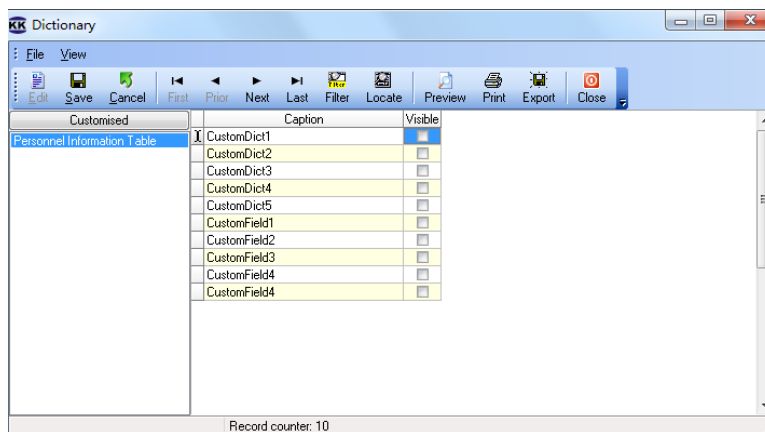 KK Dictionary
File View
Edit Save Cancel First Prior Next Last Filter Locate Preview Print Export Close
Customised Caption Visible
Personnel Information Table CustomDict1
CustomDict2
CustomDict3
CustomDict4
CustomDict5
CustomField1
CustomField2
CustomField3
CustomField4
CustomField4
Record counter: 10